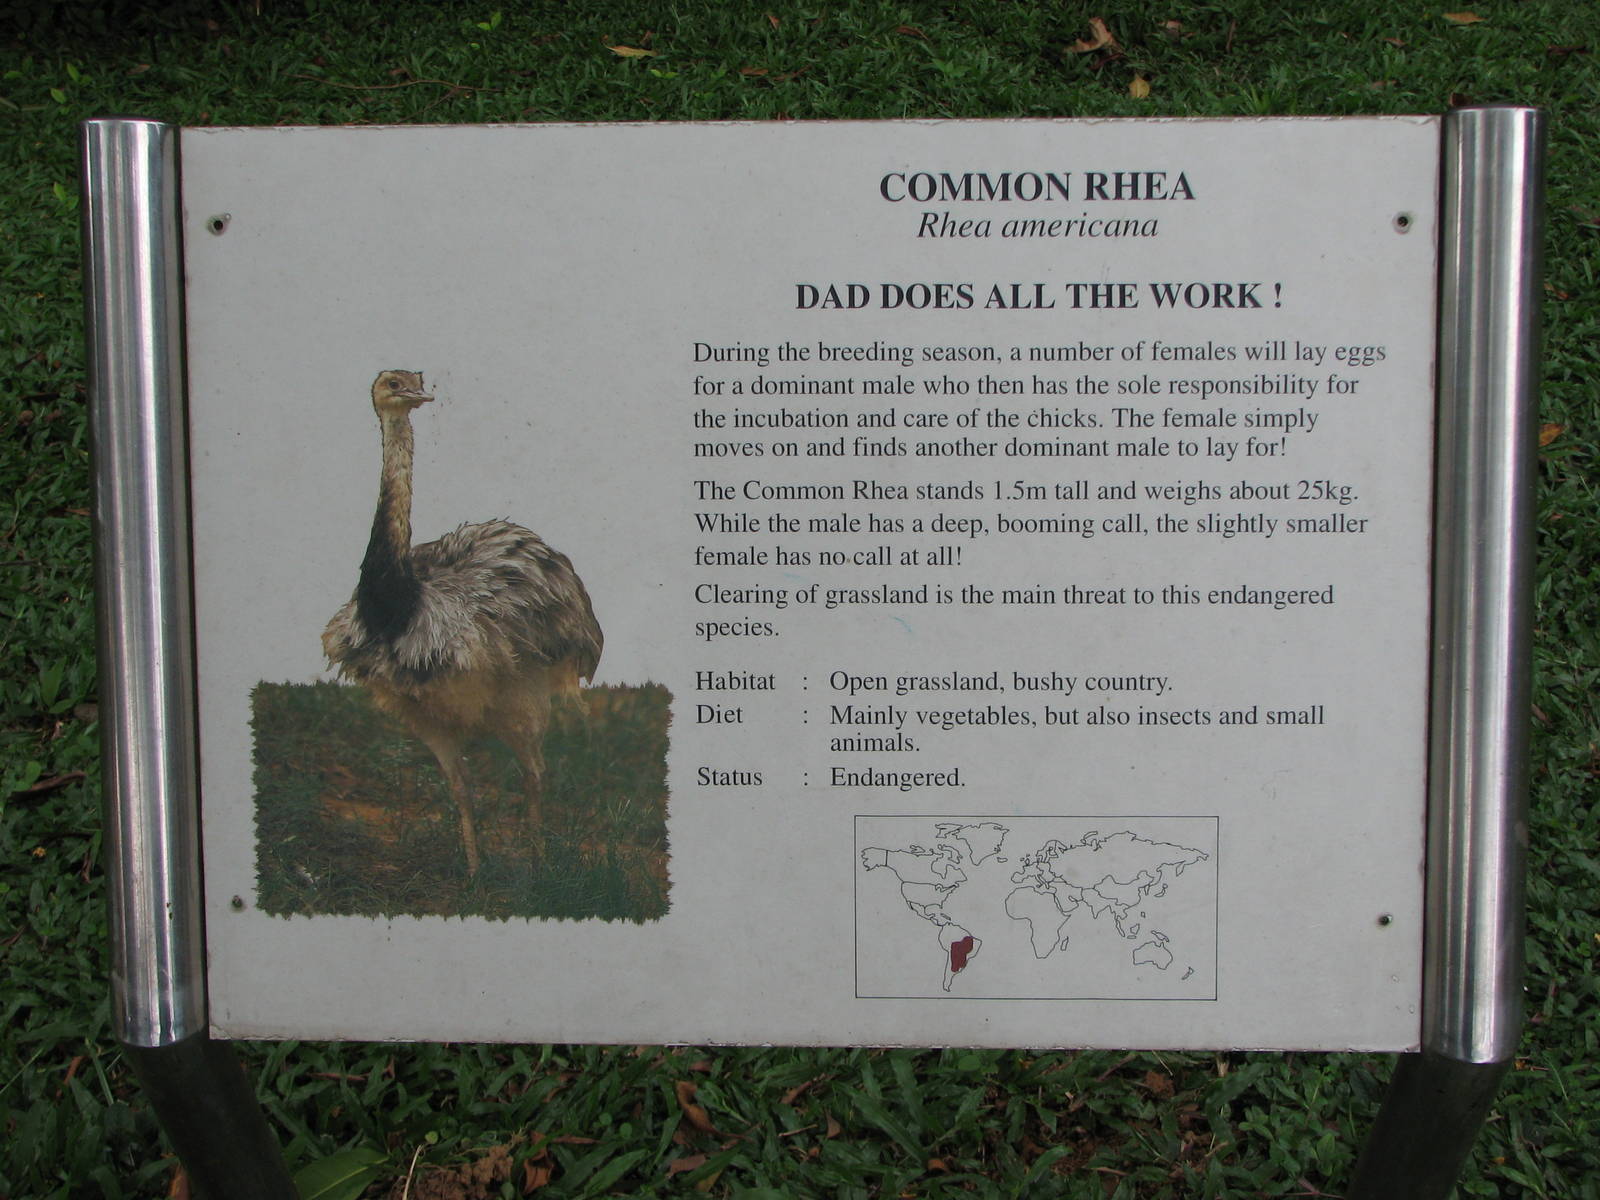 COMMON RHEA
Rhea americana
DAD DOES ALL THE WORK !
During the breeding season, a number of females will lay eggs
for a dominant male who then has the sole responsibility for
the incubation and care of the chicks. The female simply
moves on and finds another dominant male to lay for!
The Common Rhea stands 1.5m tall and weighs about 25kg.
While the male has a deep, booming call, the slightly smaller
female has no call at all!
Clearing of grassland is the main threat to this endangered
species.
Habitat : Open grassland, bushy country.
Diet : Mainly vegetables, but also insects and small
animals.
Status : Endangered.